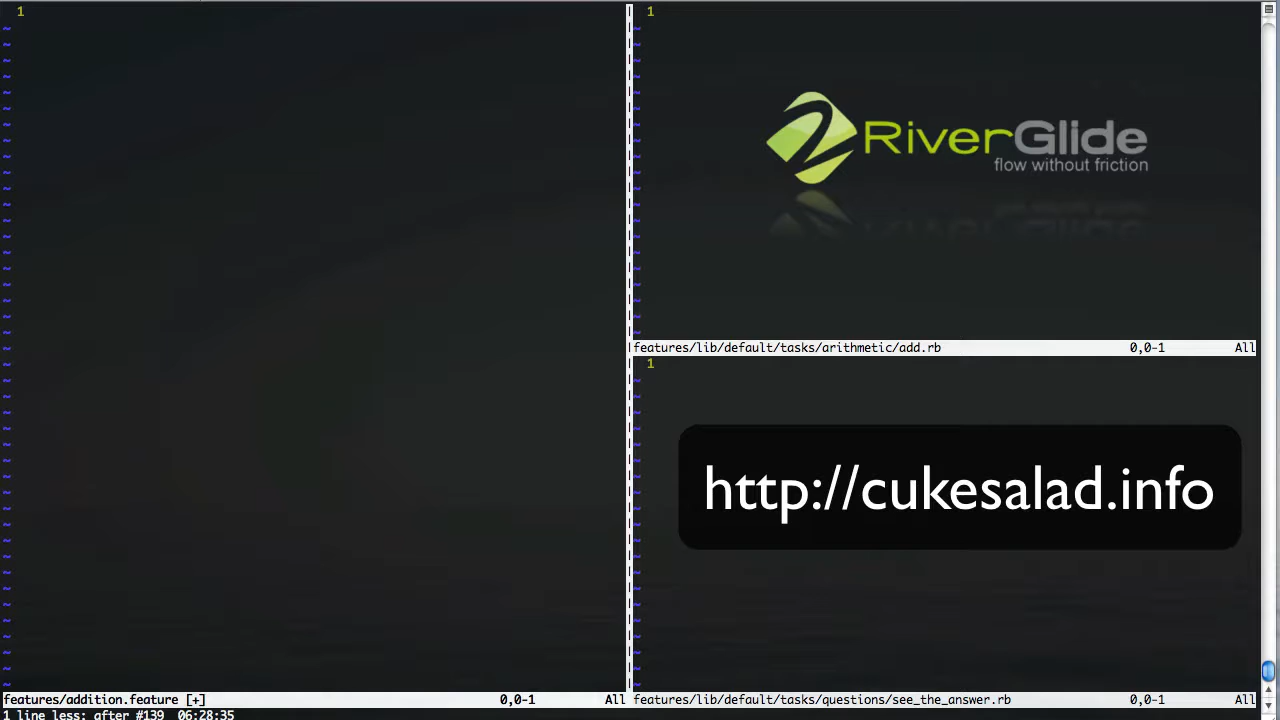 1
~
1
RiverGlide
flow without friction
features/lib/default/tasks/arithmetic/add.rb 0,0-1 All
1
http://cukesalad.info
features/addition.feature [+] 0,0-1 All
features/lib/default/tasks/questions/see_the_answer.rb 0,0-1 All
1 line less; after #139 06:28:35